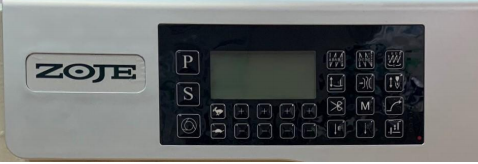 ZOJE
P
S
+ + + +
- - - -
M